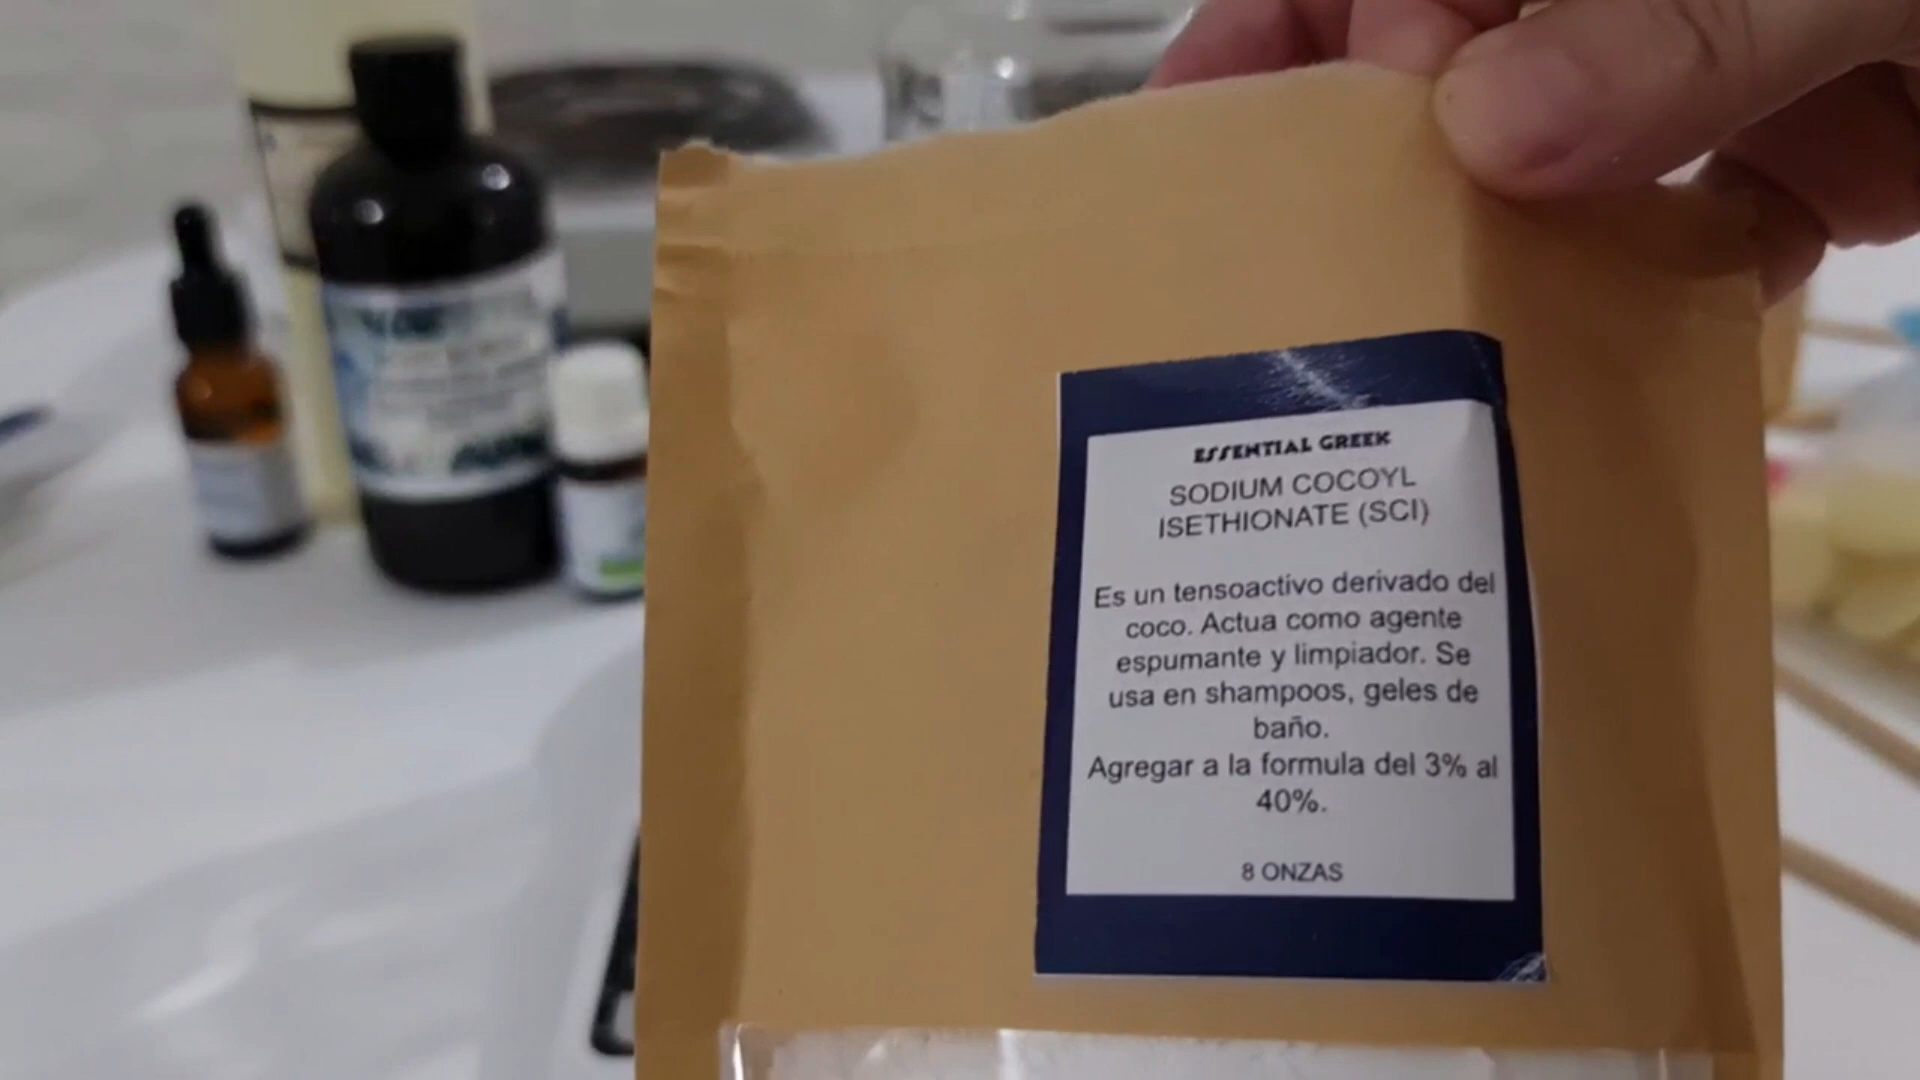 ESSENTIAL GREEK
SODIUM COCOYL
ISETHIONATE (SCI)
Es un tensoactivo derivado del
coco. Actua como agente
espumante y limpiador. Se
usa en shampoos, geles de
baño.
Agregar a la formula del 3% al
40%.
8 ONZAS